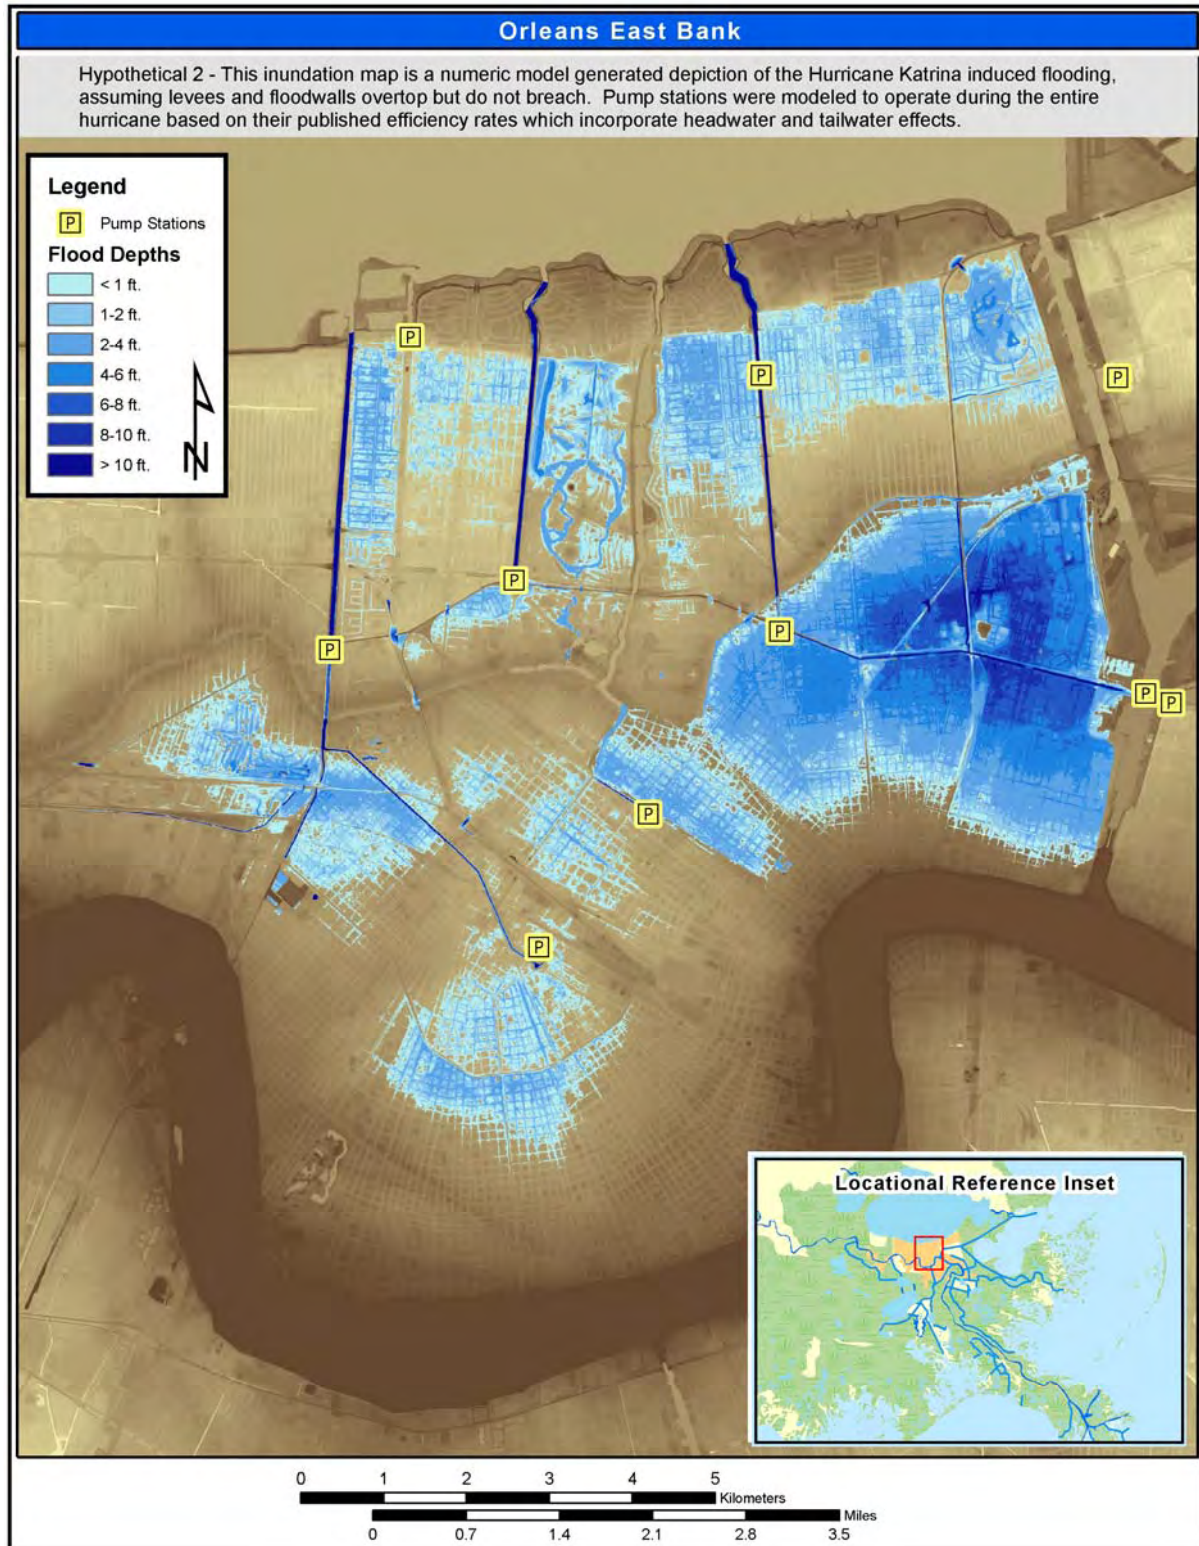 Orleans East Bank
Hypothetical 2 - This inundation map is a numeric model generated depiction of the Hurricane Katrina induced flooding,
assuming levees and floodwalls overtop but do not breach.  Pump stations were modeled to operate during the entire
hurricane based on their published efficiency rates which incorporate headwater and tailwater effects.
Legend
P Pump Stations
Flood Depths
< 1 ft.
1-2 ft.
2-4 ft.
4-6 ft.
6-8 ft.
8-10 ft.
> 10 ft.
N
P
P
P
P
P
P
P
P
P
P
Locational Reference Inset
0 1 2 3 4 5
Kilometers
Miles
0 0.7 1.4 2.1 2.8 3.5